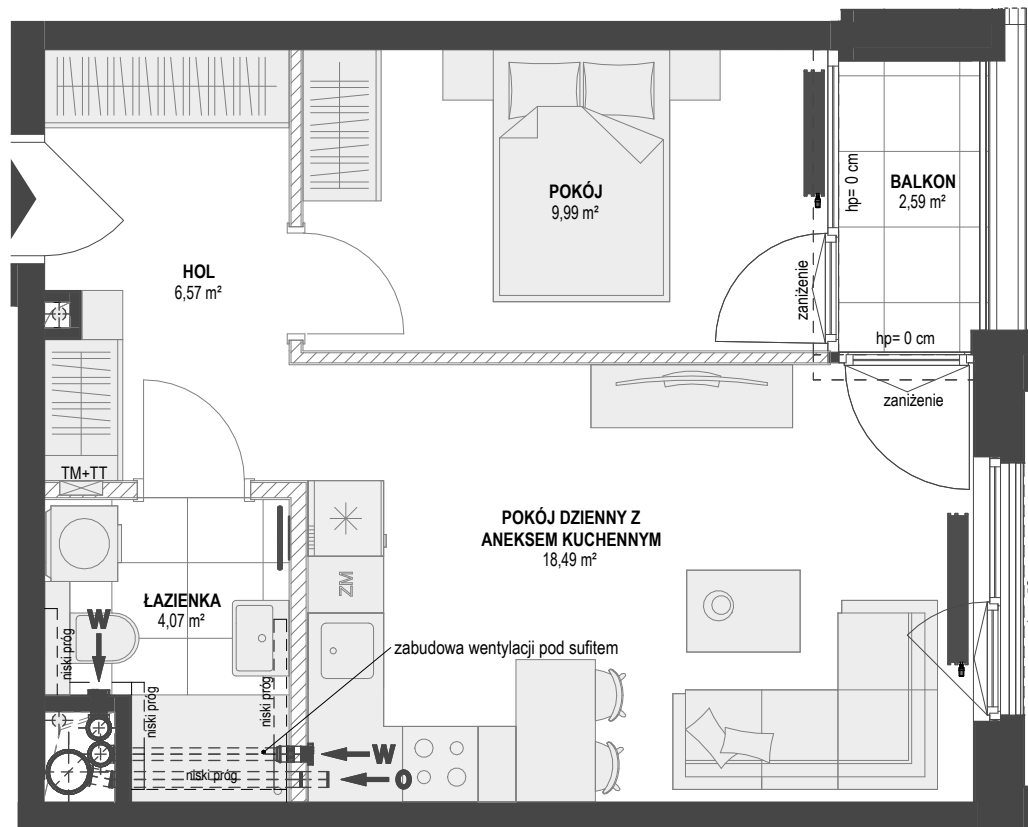 POKÓJ
9,99 m²
BALKON
2,59 m²
hp= 0 cm
HOL
6,57 m²
zaniżenie
hp= 0 cm
zaniżenie
TM+TT
POKÓJ DZIENNY Z
ANEKSEM KUCHENNYM
18,49 m²
ZM
ŁAZIENKA
4,07 m²
W
niski próg
zabudowa wentylacji pod sufitem
niski próg
niski próg
W
niski próg
O